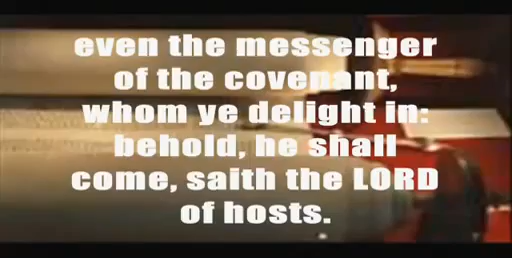 even the messenger
of the covenant,
whom ye delight in:
behold, he shall
come, saith the LORD
of hosts.